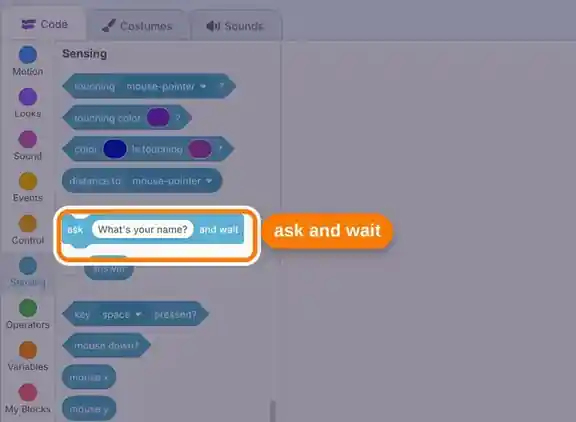 Code
Costumes
Sounds
Motion
Looks
Sound
Events
Control
Sensing
Operators
Variables
My Blocks
Sensing
touching mouse-pointer ?
touching color ?
color is touching ?
distance to mouse-pointer
ask What's your name? and wait
ask and wait
answer
key space pressed?
mouse down?
mouse x
mouse y